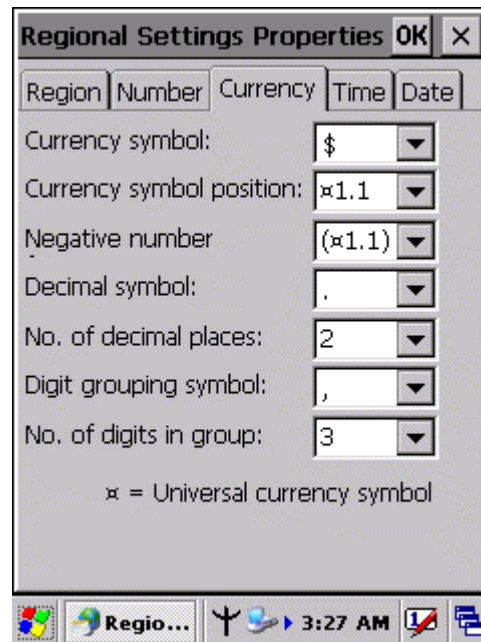 Regional Settings Properties OK ×
Region Number Currency Time Date
Currency symbol: $
Currency symbol position: ¤1.1
Negative number (¤1.1)
Decimal symbol: .
No. of decimal places: 2
Digit grouping symbol: ,
No. of digits in group: 3
¤ = Universal currency symbol
Regio... 3:27 AM